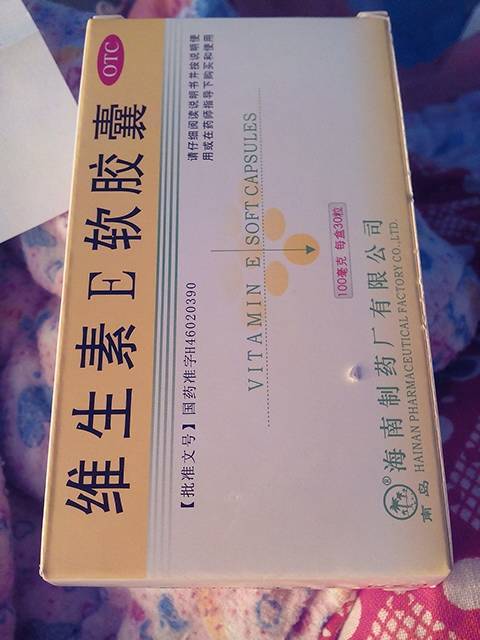 OTC
维生素E软胶囊
请仔细阅读说明书并按说明使
用或在药师指导下购买和使用
【批准文号】国药准字H46020390
VITAMIN E SOFT CAPSULES
100毫克 每盒30粒
南岛
®
海南制药厂有限公司
HAINAN PHARMACEUTICAL FACTORY CO.,LTD.